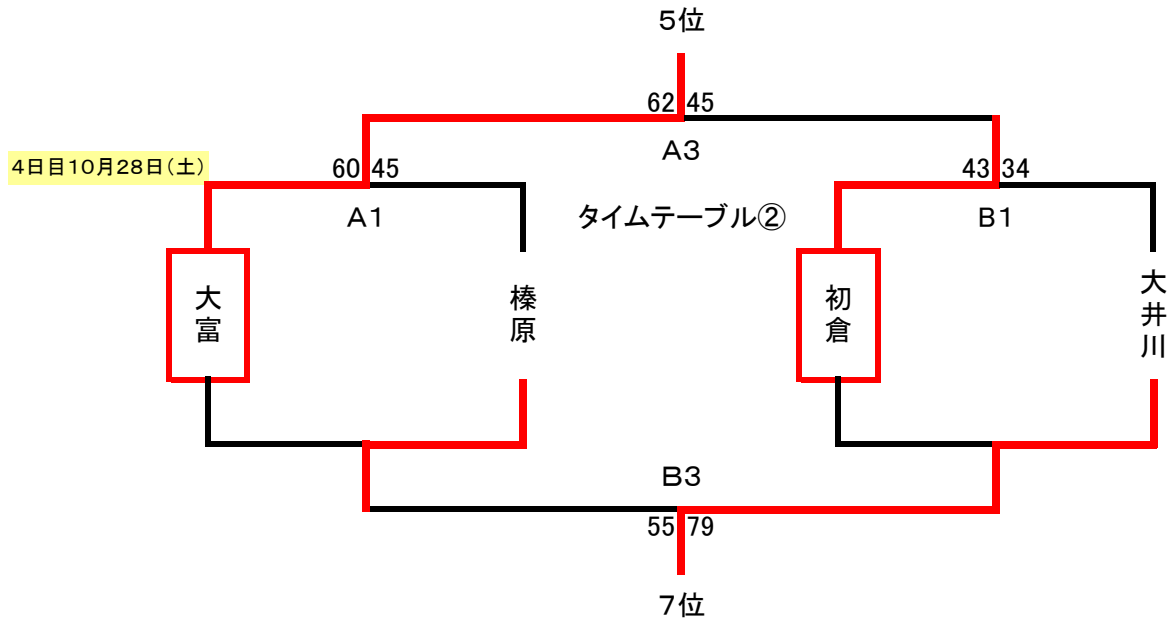 5位
62 45
A3
4日目10月28日(土)
60 45
43 34
A1
タイムテーブル②
B1
大富
榛原
初倉
大井川
B3
55 79
7位